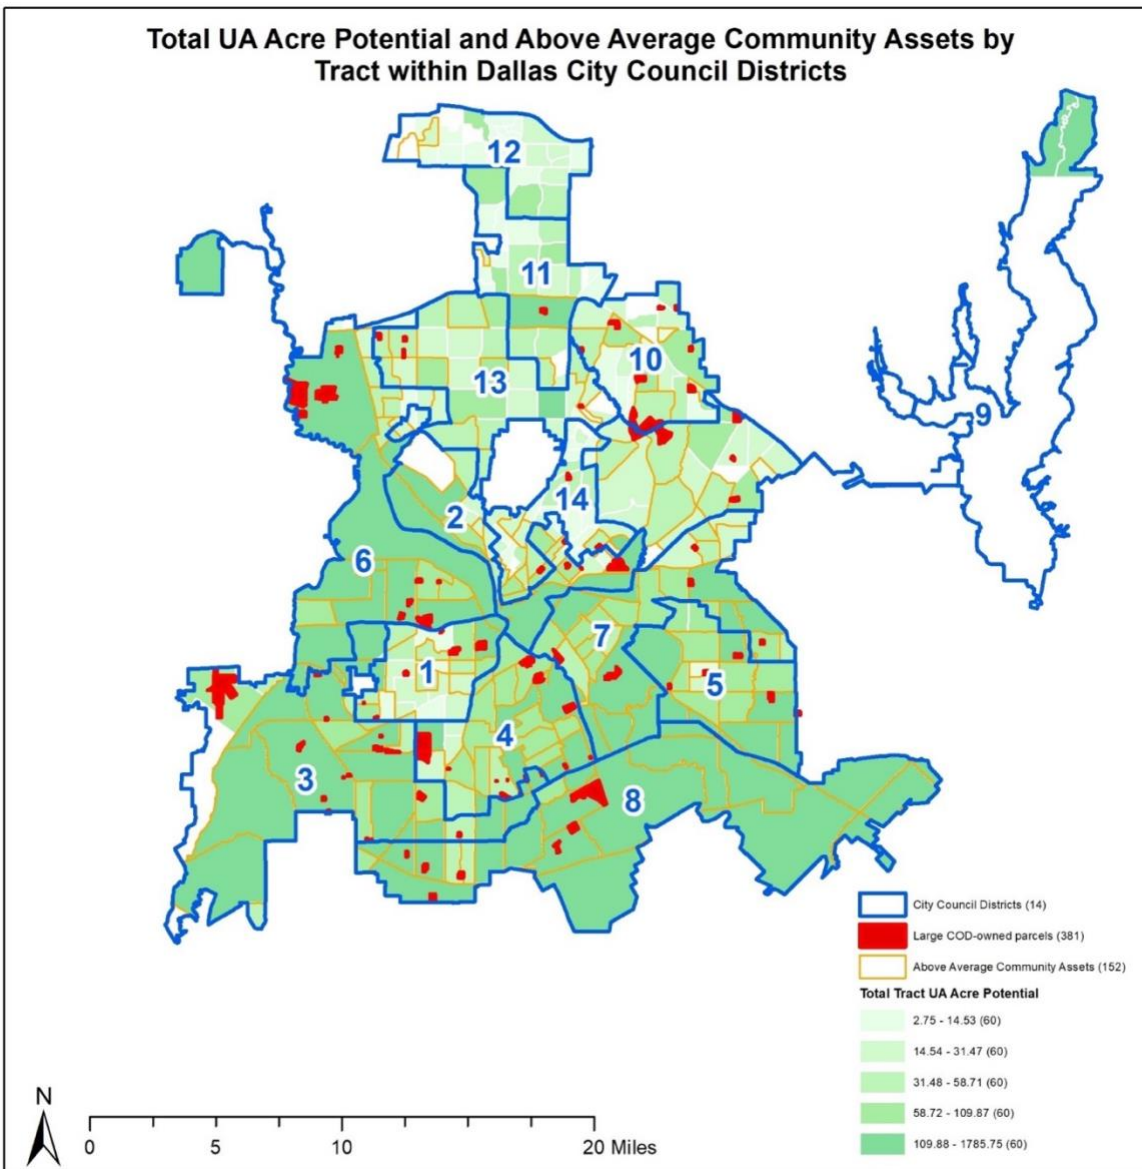 Total UA Acre Potential and Above Average Community Assets by
Tract within Dallas City Council Districts
12
11
10
13
9
14
2
6
7
1
5
4
3
8
City Council Districts (14)
Large COD-owned parcels (381)
Above Average Community Assets (152)
Total Tract UA Acre Potential
2.75 - 14.53 (60)
14.54 - 31.47 (60)
31.48 - 58.71 (60)
58.72 - 109.87 (60)
109.88 - 1785.75 (60)
N
0 5 10 20 Miles